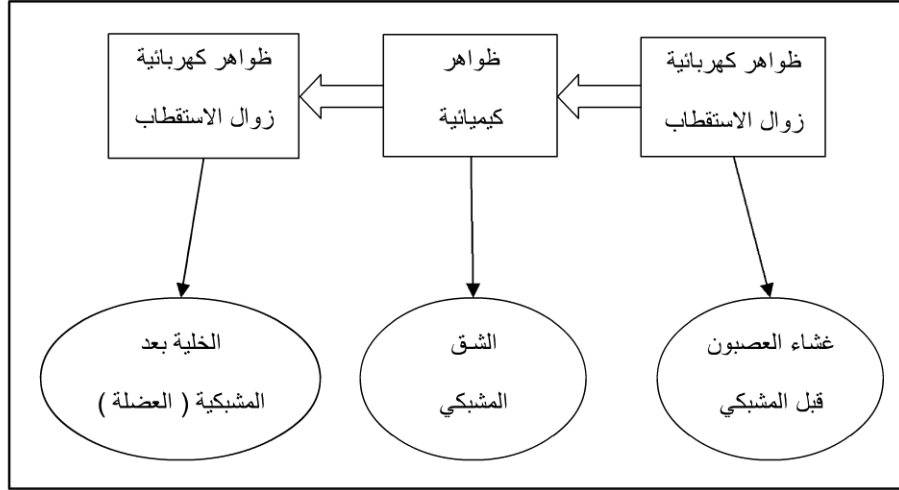 ظواهر كهربائية
زوال الاستقطاب
ظواهر
كيميائية
ظواهر كهربائية
زوال الاستقطاب
غشاء العصبون
قبل المشبكي
الشق
المشبكي
الخلية بعد
المشبكية ( العضلة )